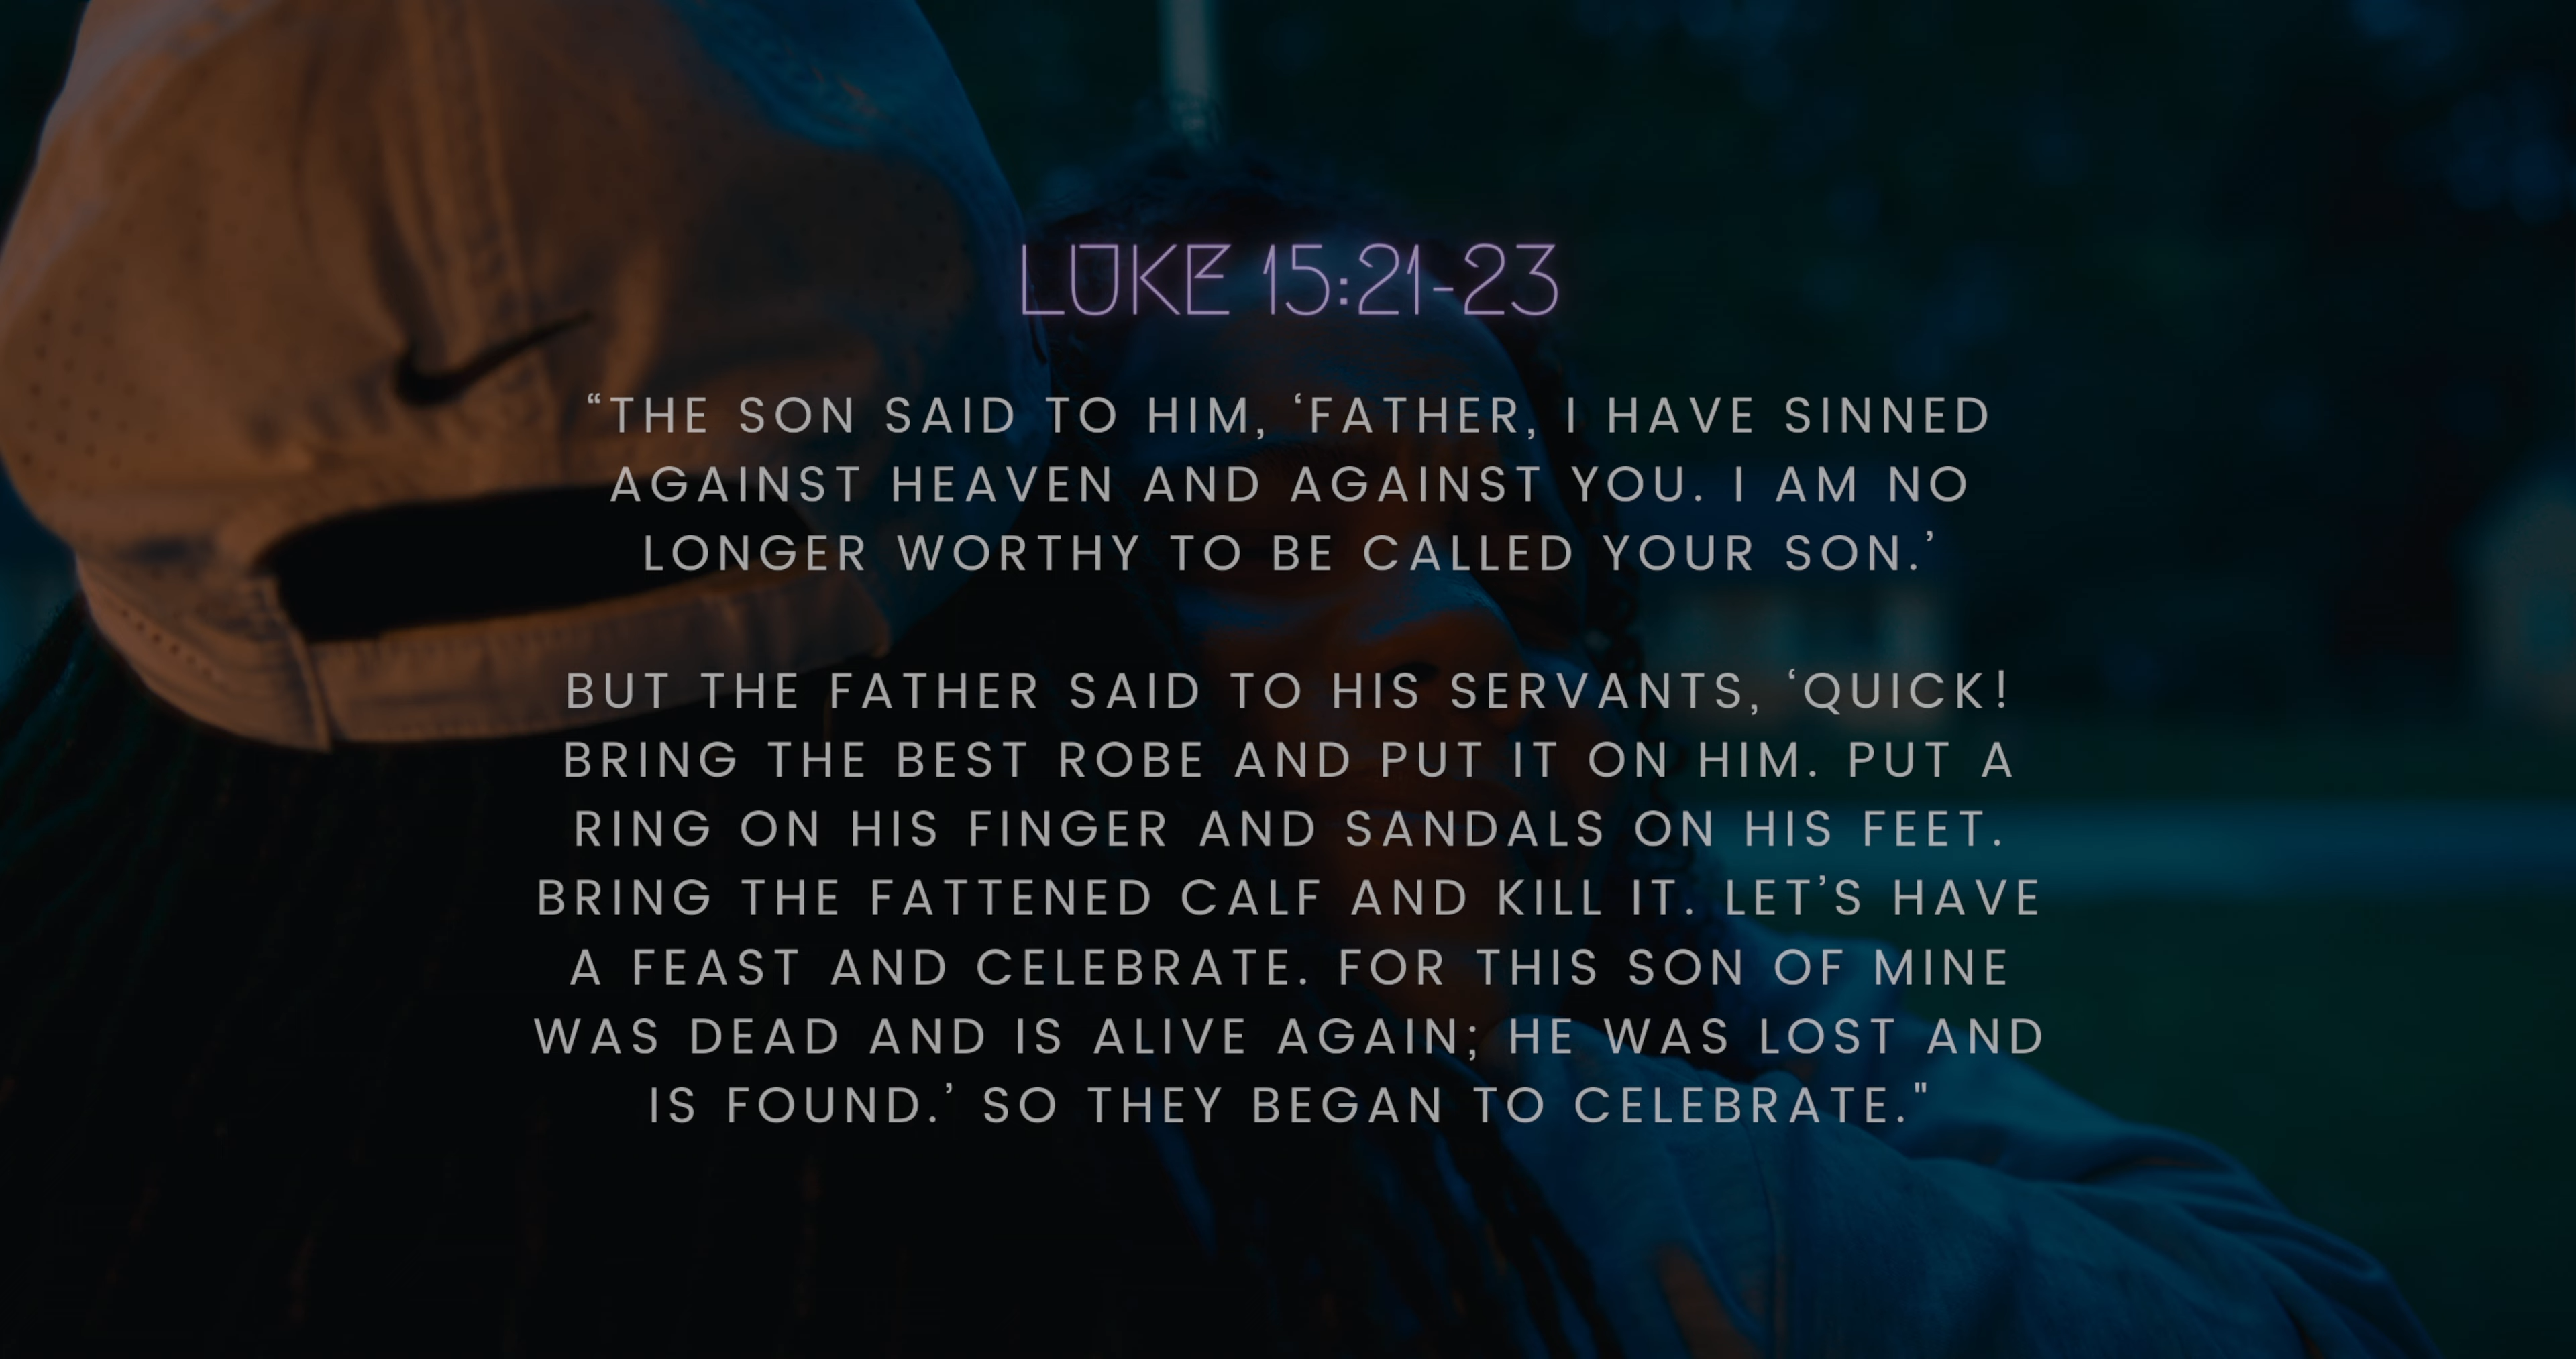 LUKE 15:21-23
“THE SON SAID TO HIM, ‘FATHER, I HAVE SINNED
AGAINST HEAVEN AND AGAINST YOU. I AM NO
LONGER WORTHY TO BE CALLED YOUR SON.’
BUT THE FATHER SAID TO HIS SERVANTS, ‘QUICK!
BRING THE BEST ROBE AND PUT IT ON HIM. PUT A
RING ON HIS FINGER AND SANDALS ON HIS FEET.
BRING THE FATTENED CALF AND KILL IT. LET’S HAVE
A FEAST AND CELEBRATE. FOR THIS SON OF MINE
WAS DEAD AND IS ALIVE AGAIN; HE WAS LOST AND
IS FOUND.’ SO THEY BEGAN TO CELEBRATE."